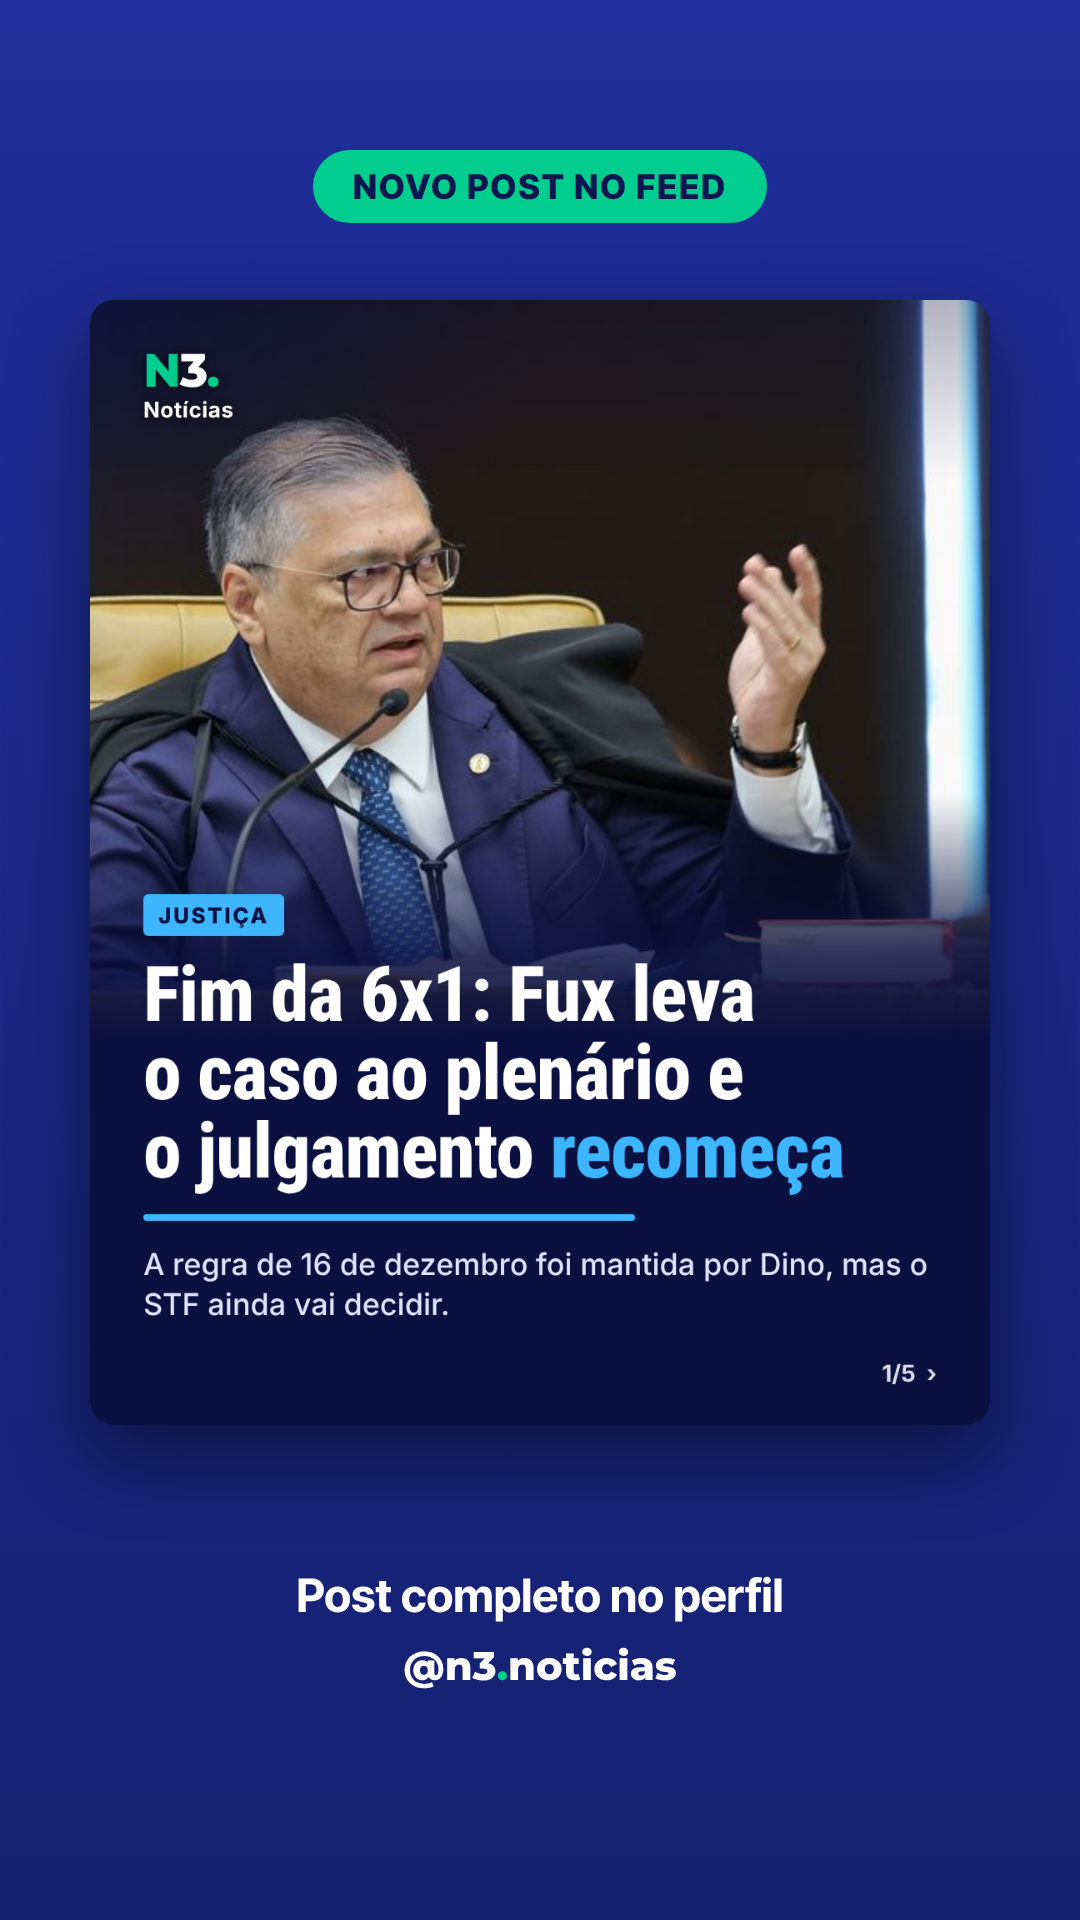 NOVO POST NO FEED
N3.
Notícias
JUSTIÇA
Fim da 6x1: Fux leva
o caso ao plenário e
o julgamento recomeça
A regra de 16 de dezembro foi mantida por Dino, mas o
STF ainda vai decidir.
1/5 ›
Post completo no perfil
@n3.noticias